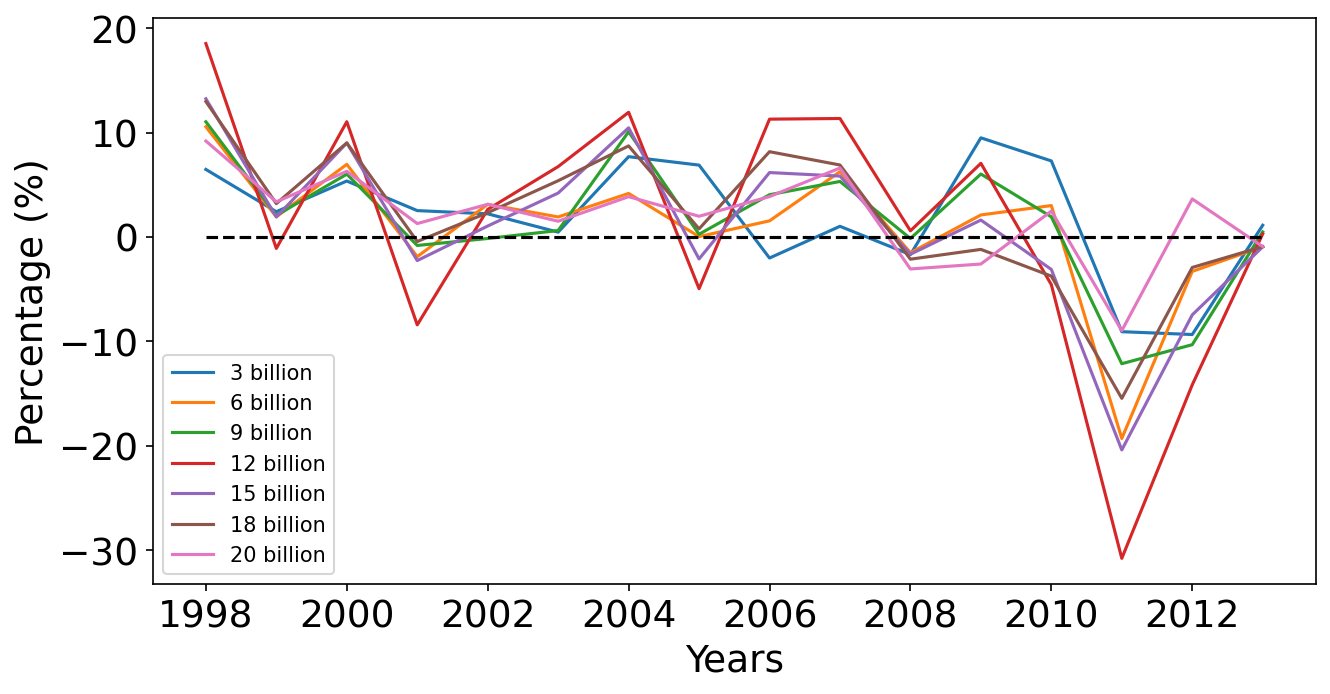 20
10
0
−10
−20
−30
Percentage (%)
3 billion
6 billion
9 billion
12 billion
15 billion
18 billion
20 billion
1998 2000 2002 2004 2006 2008 2010 2012
Years